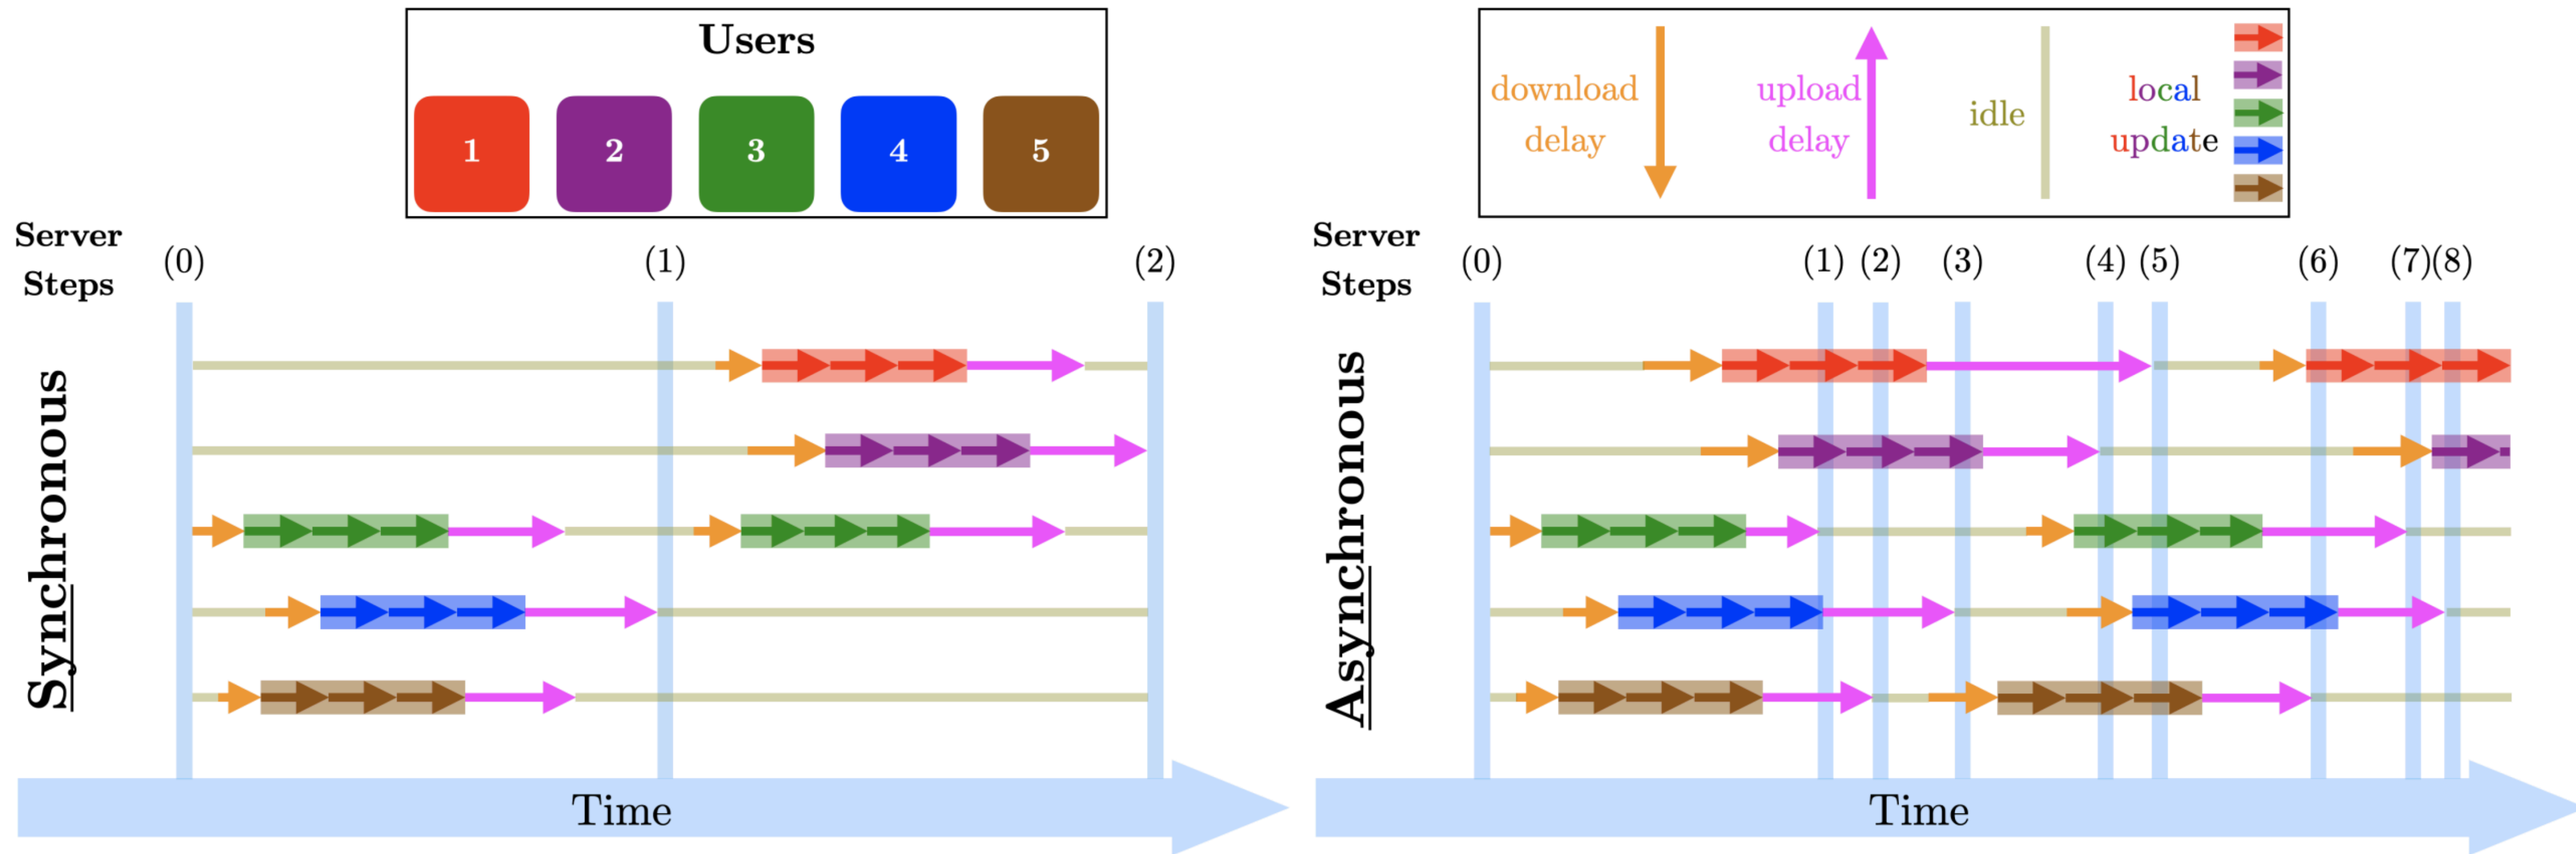 Users
1 2 3 4 5
download delay
upload delay
idle
local update
Server Steps
(0) (1) (2)
Synchronous
Time
Server Steps
(0) (1) (2) (3) (4) (5) (6) (7) (8)
Asynchronous
Time